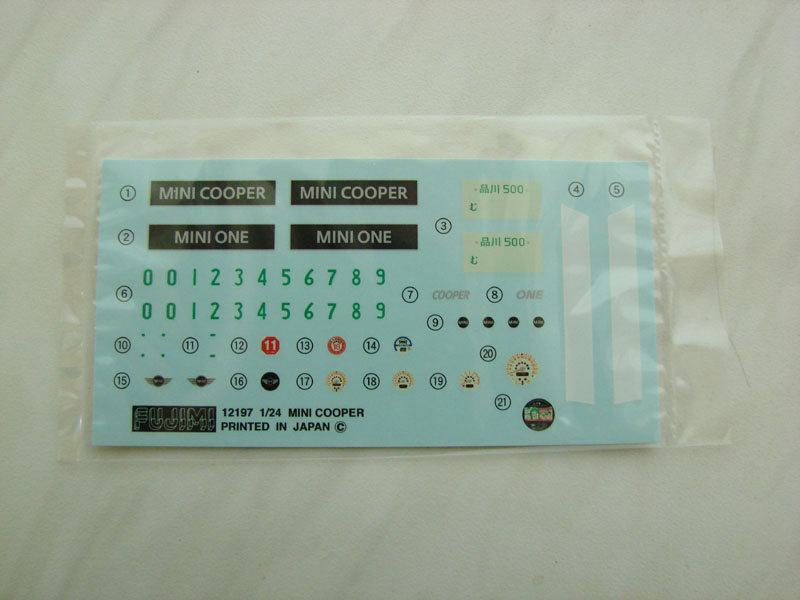 ① MINI COOPER MINI COOPER
② MINI ONE MINI ONE
③ ·品川 500·
む
·品川 500·
む
④ ⑤
⑥ 0 0 1 2 3 4 5 6 7 8 9
0 0 1 2 3 4 5 6 7 8 9
⑦ COOPER ⑧ ONE
⑨
⑩ ⑪ ⑫ 11 ⑬ ⑭
⑮ ⑯ ⑰ ⑱ ⑲ ⑳
㉑
FUJIMI 12197 1/24 MINI COOPER
PRINTED IN JAPAN ©